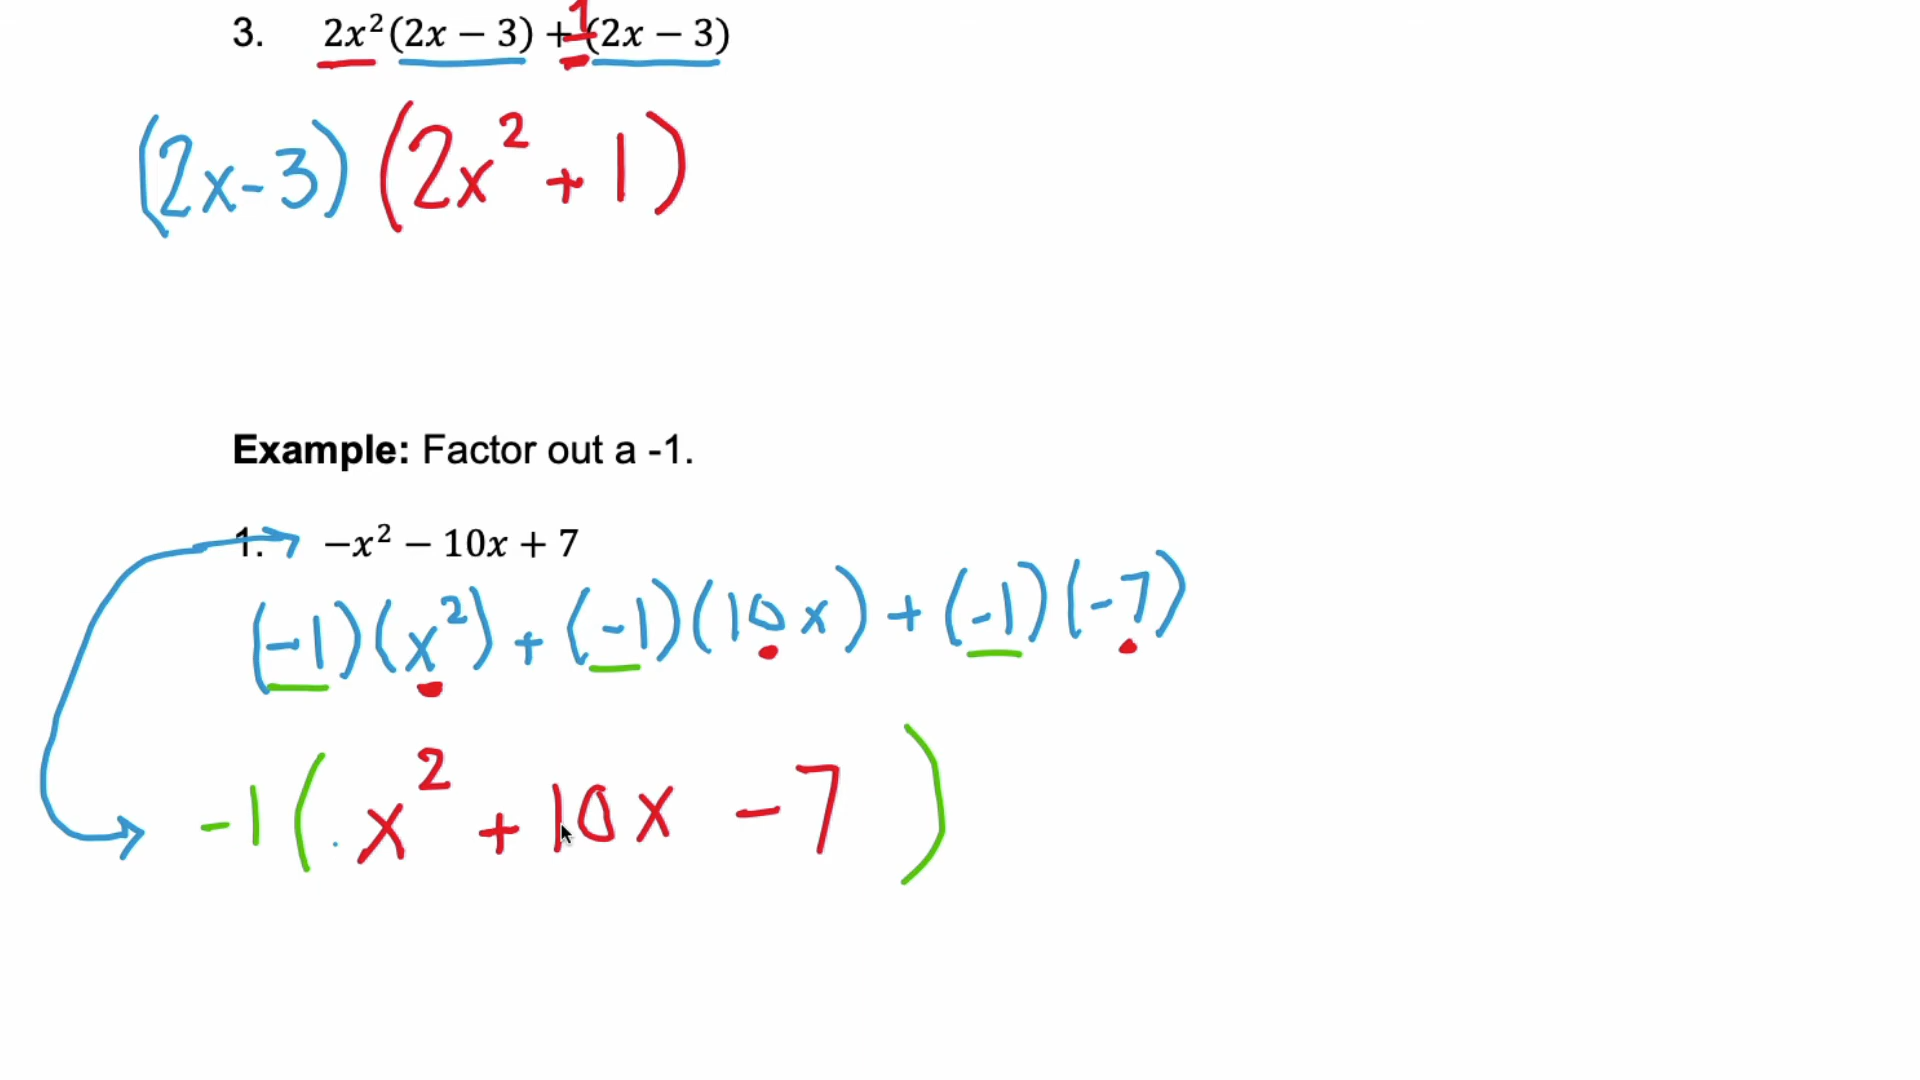 3. 2x²(2x − 3) + 1(2x − 3)
(2x-3)(2x²+1)
Example: Factor out a -1.
1. −x² − 10x + 7
(-1)(x²)+(-1)(10x)+(-1)(-7)
-1(x²+10x-7)